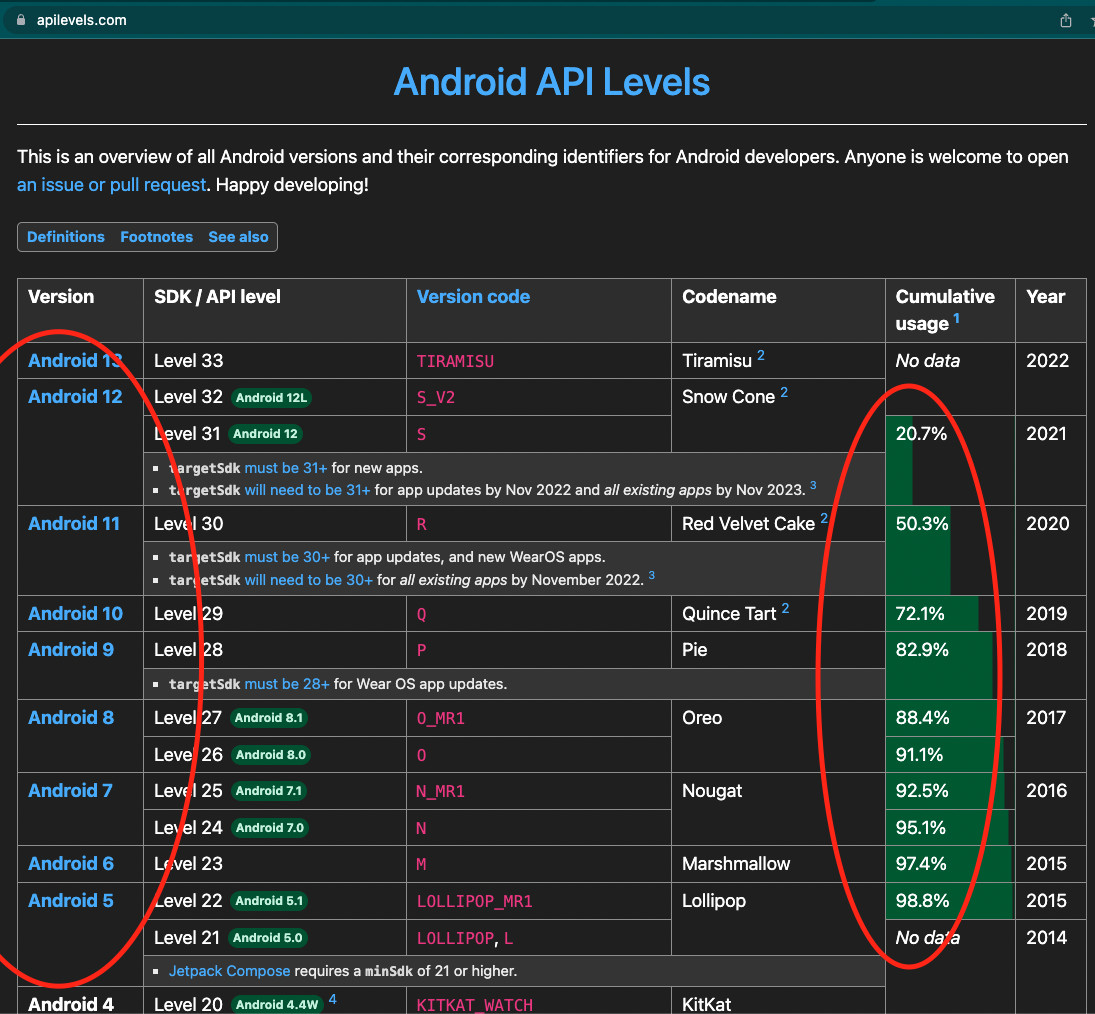 apilevels.com
Android API Levels
This is an overview of all Android versions and their corresponding identifiers for Android developers. Anyone is welcome to open
an issue or pull request. Happy developing!
Definitions Footnotes See also
Version SDK / API level Version code Codename Cumulative usage 1 Year
Android 13 Level 33 TIRAMISU Tiramisu 2 No data 2022
Android 12 Level 32 Android 12L S_V2 Snow Cone 2
Level 31 Android 12 S 20.7% 2021
▪ targetSdk must be 31+ for new apps.
▪ targetSdk will need to be 31+ for app updates by Nov 2022 and all existing apps by Nov 2023. 3
Android 11 Level 30 R Red Velvet Cake 2 50.3% 2020
▪ targetSdk must be 30+ for app updates, and new WearOS apps.
▪ targetSdk will need to be 30+ for all existing apps by November 2022. 3
Android 10 Level 29 Q Quince Tart 2 72.1% 2019
Android 9 Level 28 P Pie 82.9% 2018
▪ targetSdk must be 28+ for Wear OS app updates.
Android 8 Level 27 Android 8.1 O_MR1 Oreo 88.4% 2017
Level 26 Android 8.0 O 91.1%
Android 7 Level 25 Android 7.1 N_MR1 Nougat 92.5% 2016
Level 24 Android 7.0 N 95.1%
Android 6 Level 23 M Marshmallow 97.4% 2015
Android 5 Level 22 Android 5.1 LOLLIPOP_MR1 Lollipop 98.8% 2015
Level 21 Android 5.0 LOLLIPOP, L No data 2014
▪ Jetpack Compose requires a minSdk of 21 or higher.
Android 4 Level 20 Android 4.4W 4 KITKAT_WATCH KitKat